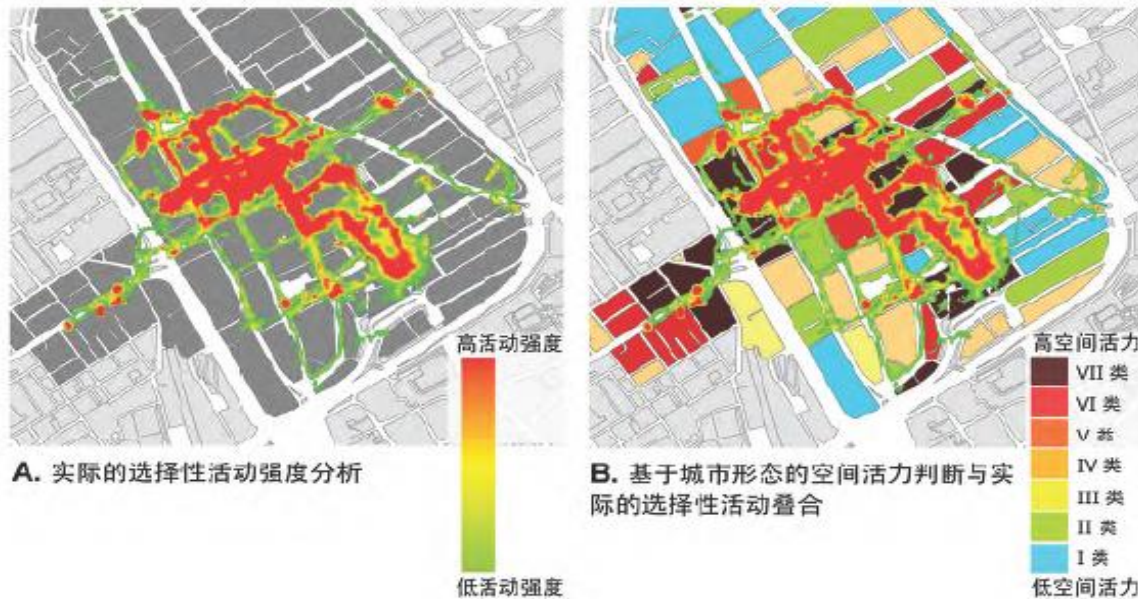 高活动强度
低活动强度
A. 实际的选择性活动强度分析
高空间活力
VII 类
VI 类
V 类
IV 类
III 类
II 类
I 类
低空间活力
B. 基于城市形态的空间活力判断与实
际的选择性活动叠合